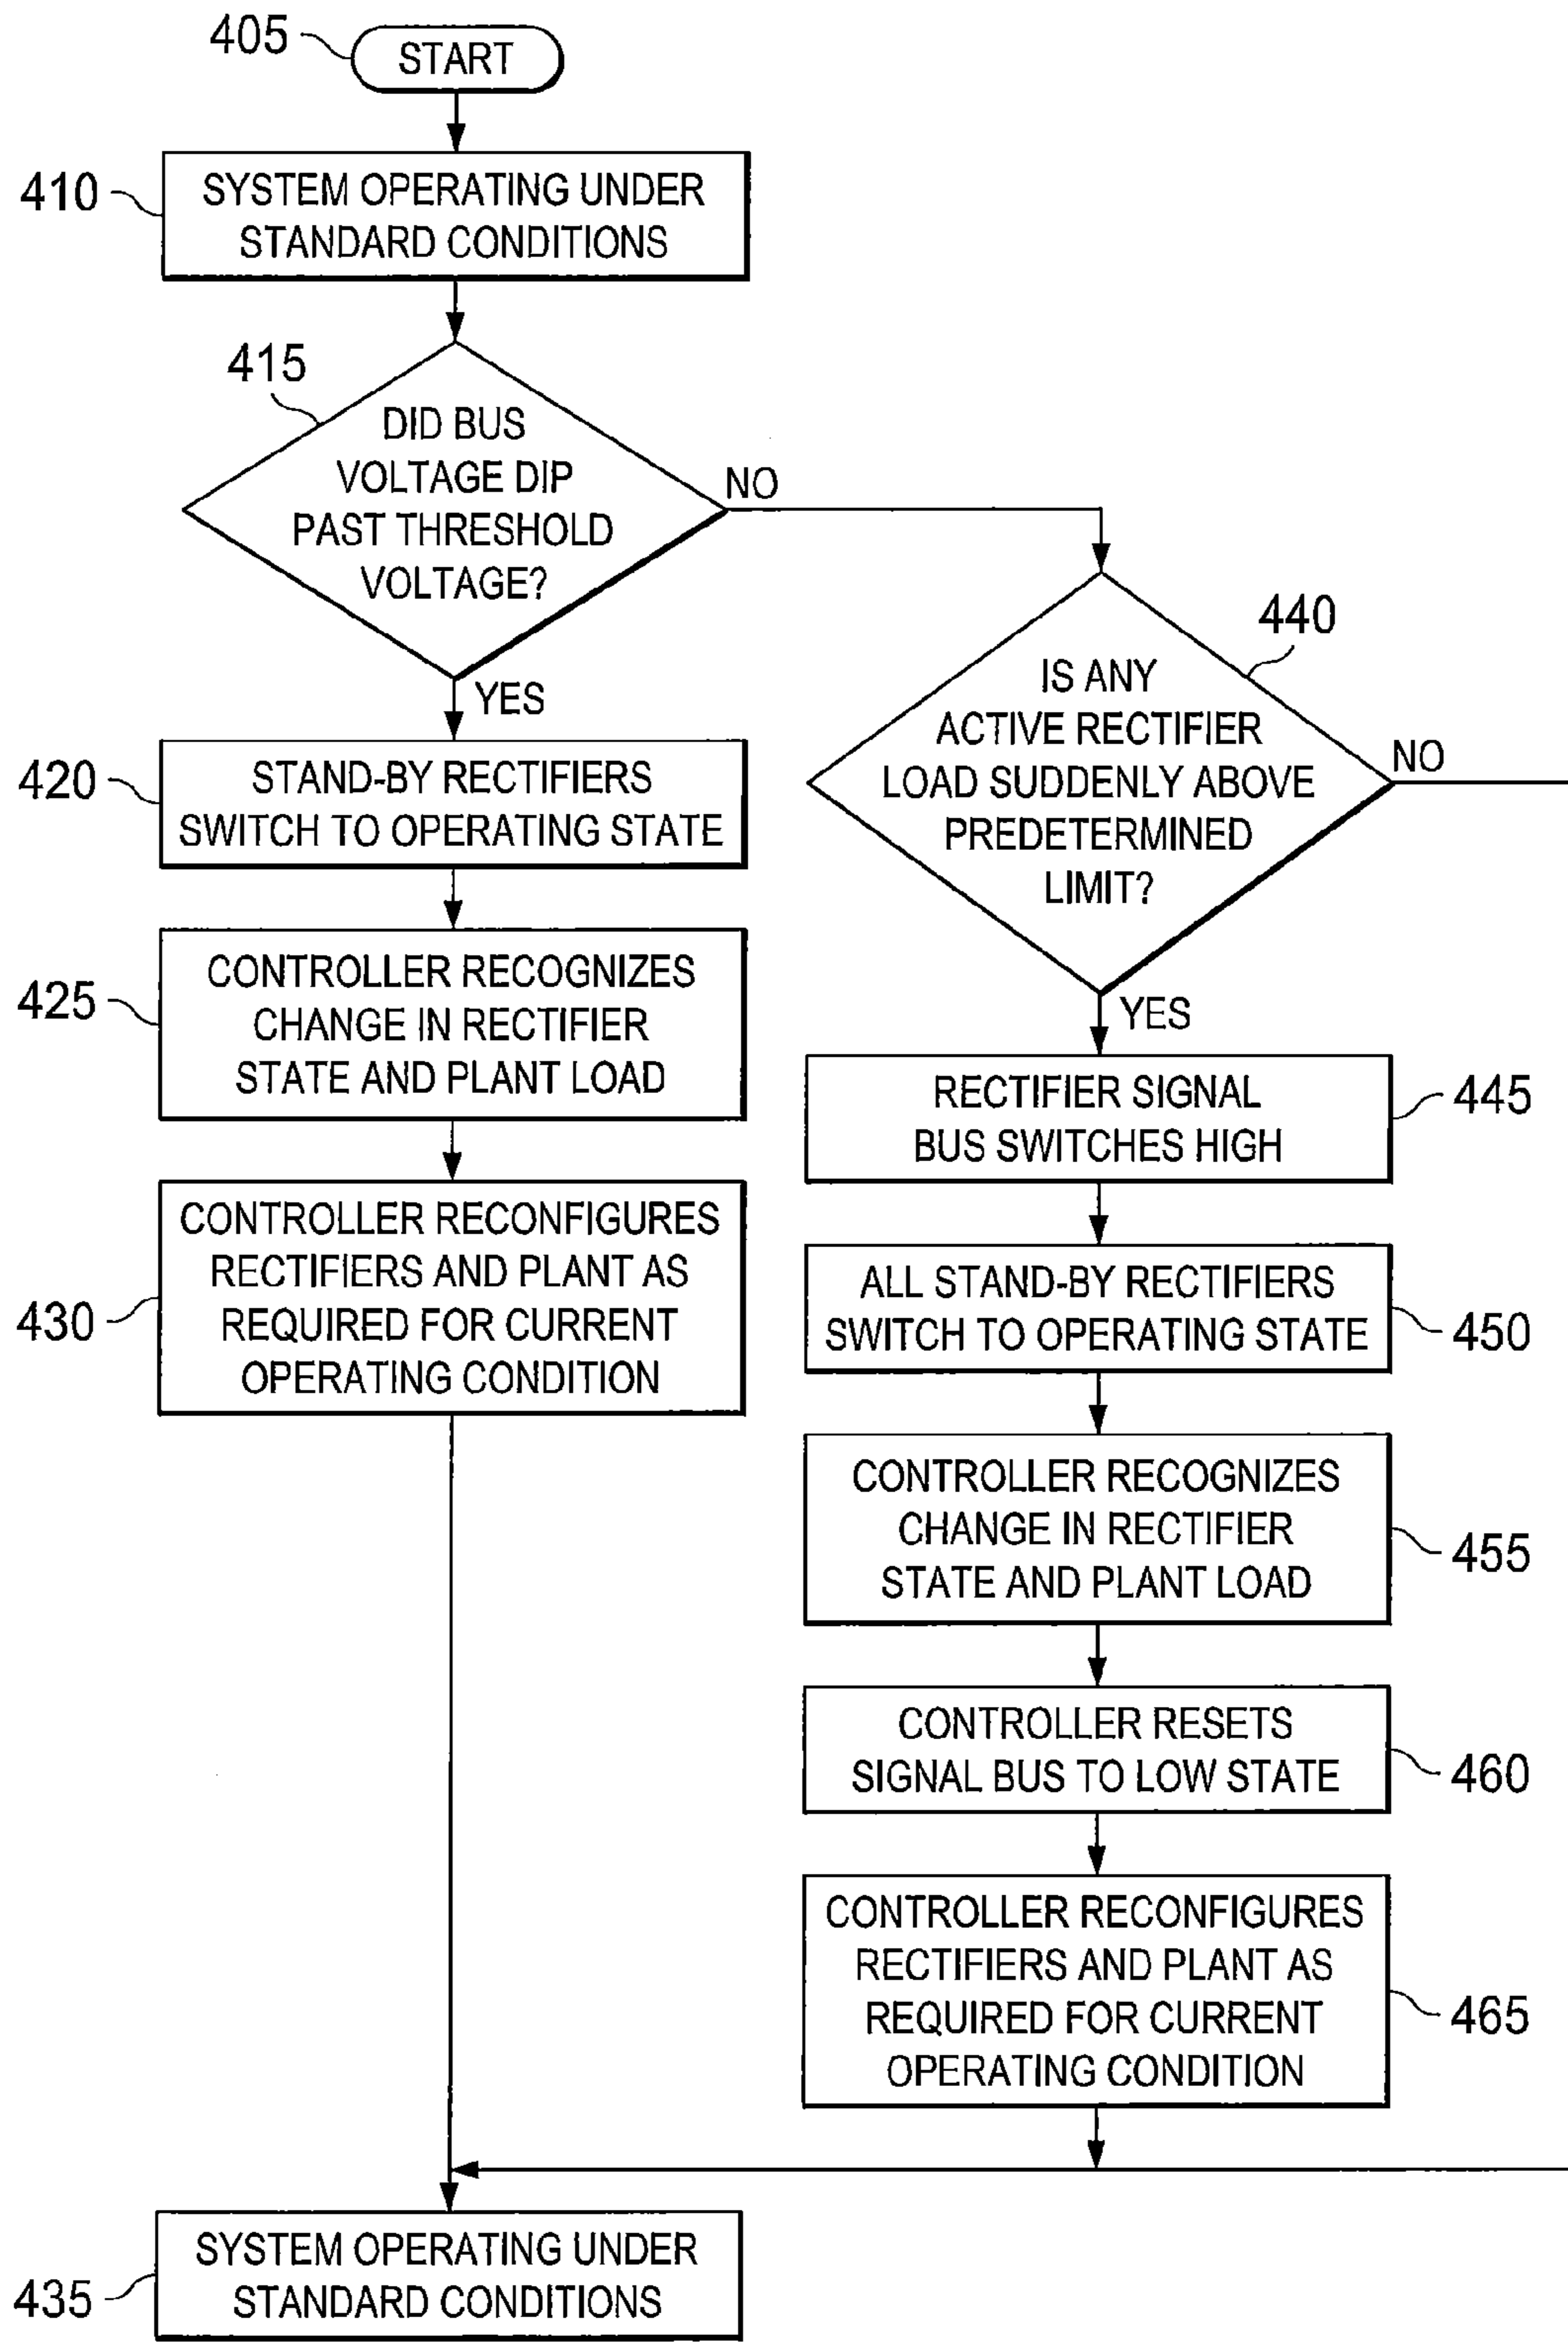 405
START
410
SYSTEM OPERATING UNDER
STANDARD CONDITIONS
415
DID BUS
VOLTAGE DIP
PAST THRESHOLD
VOLTAGE?
NO
YES
420
STAND-BY RECTIFIERS
SWITCH TO OPERATING STATE
425
CONTROLLER RECOGNIZES
CHANGE IN RECTIFIER
STATE AND PLANT LOAD
430
CONTROLLER RECONFIGURES
RECTIFIERS AND PLANT AS
REQUIRED FOR CURRENT
OPERATING CONDITION
440
IS ANY
ACTIVE RECTIFIER
LOAD SUDDENLY ABOVE
PREDETERMINED
LIMIT?
NO
YES
RECTIFIER SIGNAL
BUS SWITCHES HIGH
445
ALL STAND-BY RECTIFIERS
SWITCH TO OPERATING STATE
450
CONTROLLER RECOGNIZES
CHANGE IN RECTIFIER
STATE AND PLANT LOAD
455
CONTROLLER RESETS
SIGNAL BUS TO LOW STATE
460
CONTROLLER RECONFIGURES
RECTIFIERS AND PLANT AS
REQUIRED FOR CURRENT
OPERATING CONDITION
465
435
SYSTEM OPERATING UNDER
STANDARD CONDITIONS